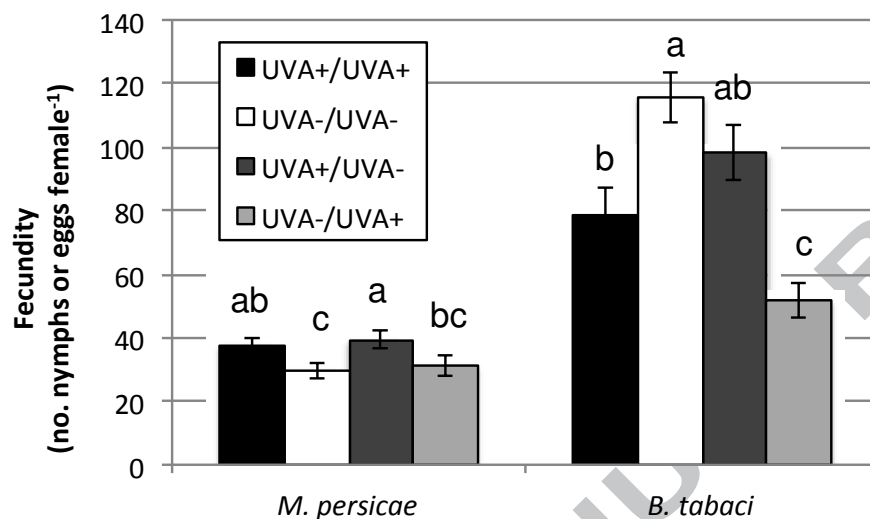 140
120
100
80
60
40
20
0
Fecundity
(no. nymphs or eggs female⁻¹)
UVA+/UVA+
UVA-/UVA-
UVA+/UVA-
UVA-/UVA+
ab
c
a
bc
b
a
ab
c
M. persicae
B. tabaci